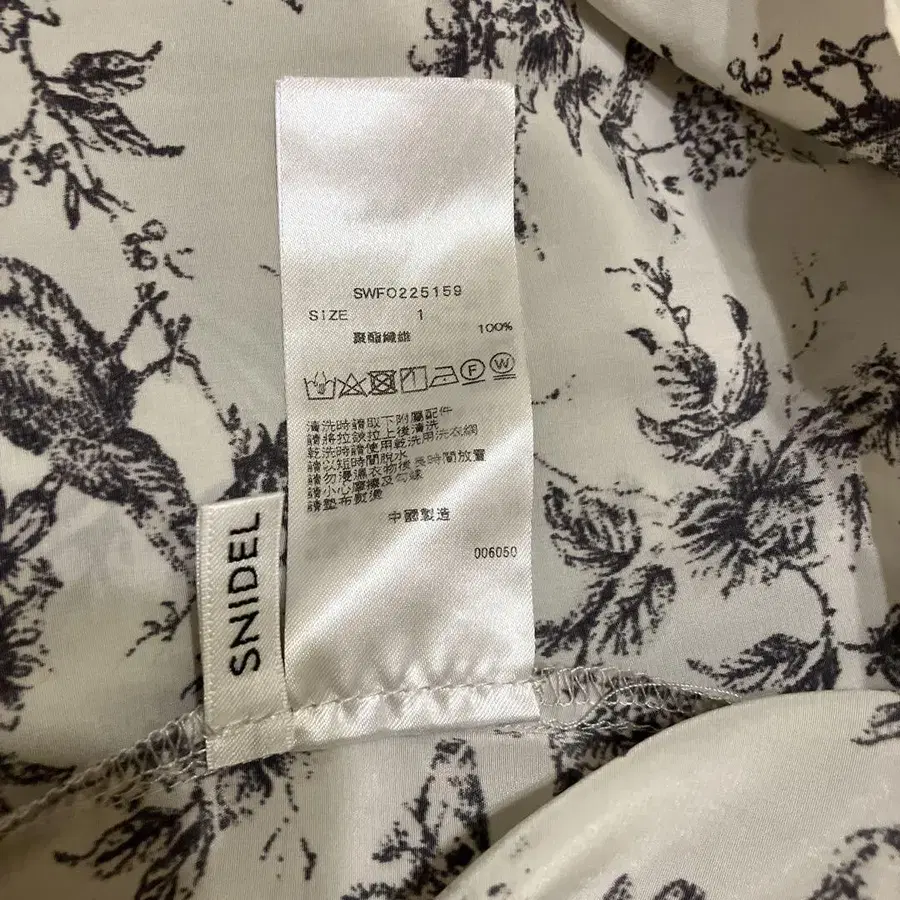 SWFO225159
SIZE 1
聚酯纖維 100%
F W
清洗時請取下附屬配件
請將拉鍊拉上後清洗
乾洗時請使用乾洗用洗衣網
請以短時間脫水
請勿浸濕衣物後長時間放置
請小心摩擦及勾緣
請墊布熨燙
中國製造
006050
SNIDEL